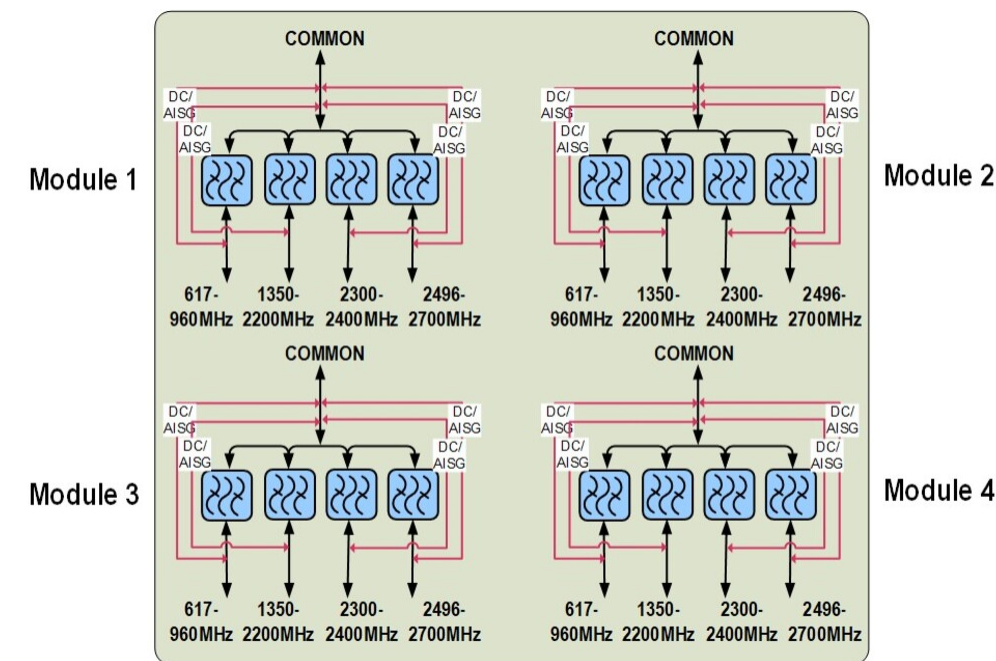 COMMON
COMMON
DC/
AISG
DC/
AISG
DC/
AISG
DC/
AISG
DC/
AISG
DC/
AISG
DC/
AISG
DC/
AISG
Module 1
Module 2
617-
960MHz
1350-
2200MHz
2300-
2400MHz
2496-
2700MHz
617-
960MHz
1350-
2200MHz
2300-
2400MHz
2496-
2700MHz
COMMON
COMMON
DC/
AISG
DC/
AISG
DC/
AISG
DC/
AISG
DC/
AISG
DC/
AISG
DC/
AISG
DC/
AISG
Module 3
Module 4
617-
960MHz
1350-
2200MHz
2300-
2400MHz
2496-
2700MHz
617-
960MHz
1350-
2200MHz
2300-
2400MHz
2496-
2700MHz